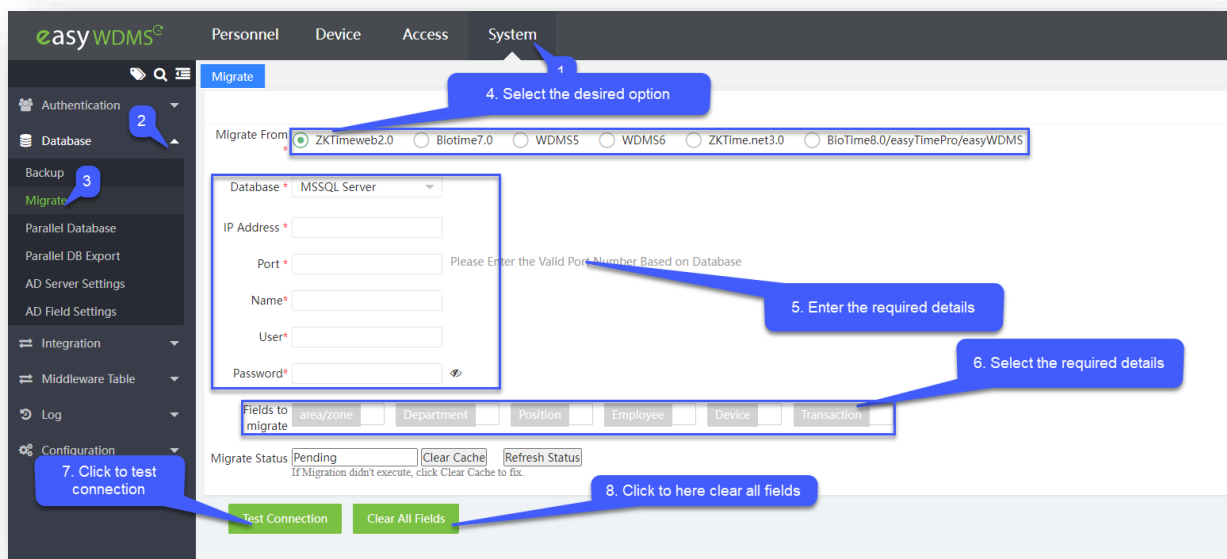 easy WDMS
Personnel Device Access System
1
Migrate
4. Select the desired option
Authentication
2
Database
Backup
3
Migrate
Parallel Database
Parallel DB Export
AD Server Settings
AD Field Settings
Integration
Middleware Table
Log
Configuration
Migrate From * ZKTimeweb2.0 Biotime7.0 WDMS5 WDMS6 ZKTime.net3.0 BioTime8.0/easyTimePro/easyWDMS
Database * MSSQL Server
IP Address *
Port * Please Enter the Valid Port Number Based on Database
Name*
5. Enter the required details
User*
Password*
6. Select the required details
Fields to migrate area/zone Department Position Employee Device Transaction
Migrate Status Pending Clear Cache Refresh Status
If Migration didn't execute, click Clear Cache to fix.
7. Click to test
connection
8. Click to here clear all fields
Test Connection Clear All Fields